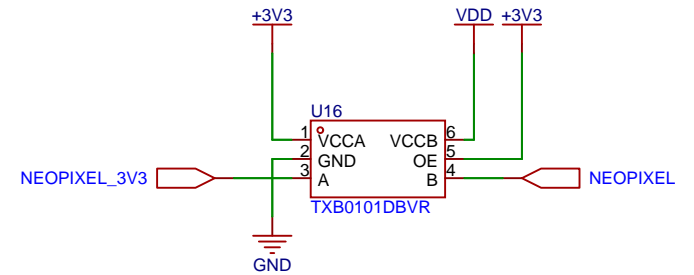 +3V3
VDD
+3V3
U16
1
VCCA
VCCB
6
2
GND
OE
5
NEOPIXEL_3V3
3
A
B
4
NEOPIXEL
TXB0101DBVR
GND